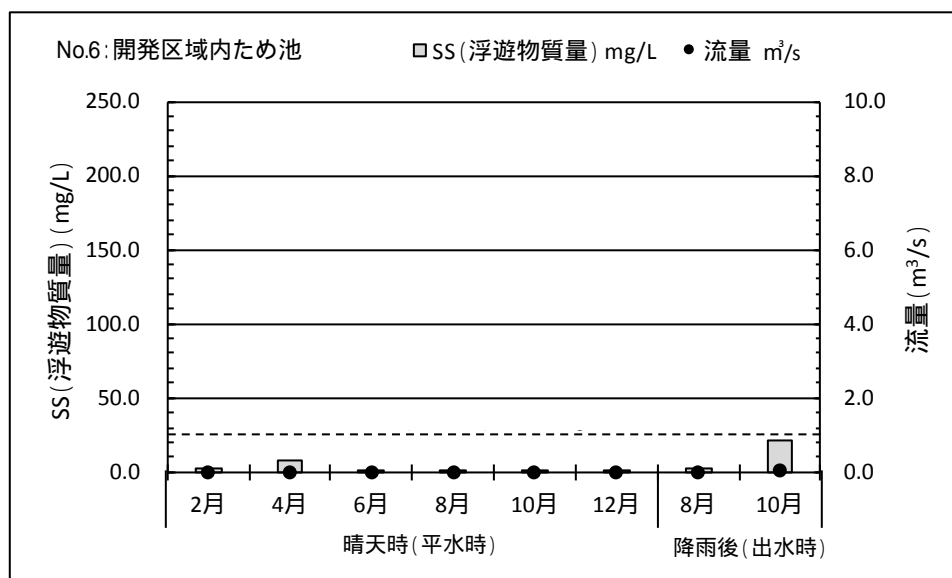 No.6：開発区域内ため池 SS（浮遊物質量）mg/L 流量 ㎥/s
250.0 10.0
200.0 8.0
150.0 6.0
100.0 4.0
50.0 2.0
0.0 0.0
SS（浮遊物質量）（mg/L）
流量（m³/s）
2月 4月 6月 8月 10月 12月 8月 10月
晴天時（平水時） 降雨後（出水時）